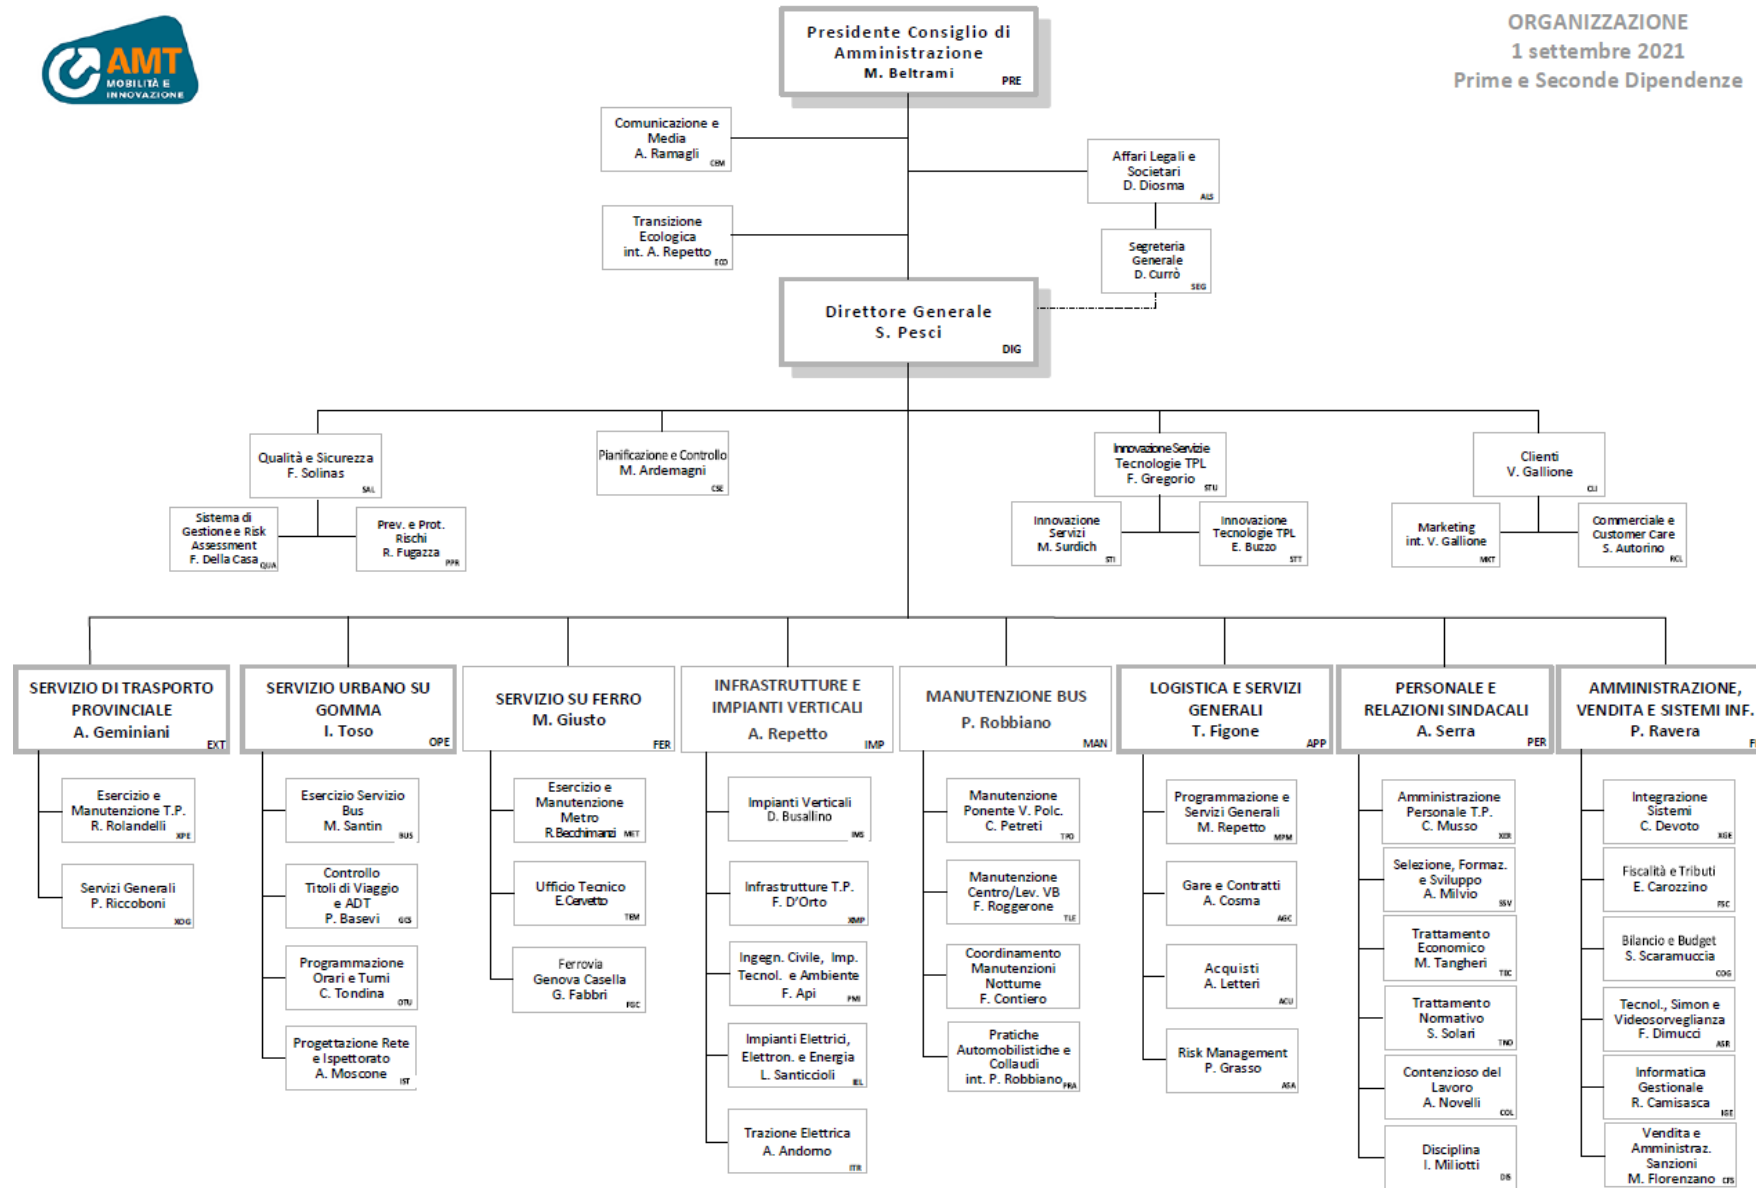 AMT
MOBILITÀ E
INNOVAZIONE
ORGANIZZAZIONE
1 settembre 2021
Prime e Seconde Dipendenze
Presidente Consiglio di
Amministrazione
M. Beltrami
PRE
Comunicazione e
Media
A. Ramagli
CEM
Affari Legali e
Societari
D. Diosma
ALS
Transizione
Ecologica
int. A. Repetto
ECO
Segreteria
Generale
D. Currò
SEG
Direttore Generale
S. Pesci
DIG
Qualità e Sicurezza
F. Solinas
SAL
Sistema di
Gestione e Risk
Assessment
F. Della Casa
QUA
Prev. e Prot.
Rischi
R. Fugazza
PPR
Pianificazione e Controllo
M. Ardemagni
CSE
Innovazione Servizi e
Tecnologie TPL
F. Gregorio
STU
Innovazione
Servizi
M. Surdich
STI
Innovazione
Tecnologie TPL
E. Buzzo
STT
Clienti
V. Gallione
CLI
Marketing
int. V. Gallione
MKT
Commerciale e
Customer Care
S. Autorino
RCL
SERVIZIO DI TRASPORTO
PROVINCIALE
A. Geminiani
EXT
Esercizio e
Manutenzione T.P.
R. Rolandelli
XPE
Servizi Generali
P. Riccoboni
XOG
SERVIZIO URBANO SU
GOMMA
I. Toso
OPE
Esercizio Servizio
Bus
M. Santin
BUS
Controllo
Titoli di Viaggio
e ADT
P. Basevi
GCS
Programmazione
Orari e Turni
C. Tondina
OTU
Progettazione Rete
e Ispettorato
A. Moscone
IST
SERVIZIO SU FERRO
M. Giusto
FER
Esercizio e
Manutenzione
Metro
R. Becchimanzi
MET
Ufficio Tecnico
E. Cervetto
TEM
Ferrovia
Genova Casella
G. Fabbri
FGC
INFRASTRUTTURE E
IMPIANTI VERTICALI
A. Repetto
IMP
Impianti Verticali
D. Busallino
IMS
Infrastrutture T.P.
F. D'Orto
XMP
Ingegn. Civile, Imp.
Tecnol. e Ambiente
F. Api
PMI
Impianti Elettrici,
Elettron. e Energia
L. Santiccioli
IEL
Trazione Elettrica
A. Andorno
ITR
MANUTENZIONE BUS
P. Robbiano
MAN
Manutenzione
Ponente V. Polc.
C. Petreti
TPO
Manutenzione
Centro/Lev. VB
F. Roggerone
TLE
Coordinamento
Manutenzioni
Notturne
F. Contiero
Pratiche
Automobilistiche e
Collaudi
int. P. Robbiano
PRA
LOGISTICA E SERVIZI
GENERALI
T. Figone
APP
Programmazione e
Servizi Generali
M. Repetto
MPM
Gare e Contratti
A. Cosma
AGC
Acquisti
A. Letteri
ACU
Risk Management
P. Grasso
ASA
PERSONALE E
RELAZIONI SINDACALI
A. Serra
PER
Amministrazione
Personale T.P.
C. Musso
XER
Selezione, Formaz.
e Sviluppo
A. Milvio
SSV
Trattamento
Economico
M. Tangheri
TEC
Trattamento
Normativo
S. Solari
TNO
Contenzioso del
Lavoro
A. Novelli
COL
Disciplina
I. Miliotti
DIS
AMMINISTRAZIONE,
VENDITA E SISTEMI INF.
P. Ravera
Integrazione
Sistemi
C. Devoto
XGE
Fiscalità e Tributi
E. Carozzino
FSC
Bilancio e Budget
S. Scaramuccia
COG
Tecnol., Simon e
Videosorveglianza
F. Dimucci
ASR
Informatica
Gestionale
R. Camisasca
IGE
Vendita e
Amministraz.
Sanzioni
M. Florenzano